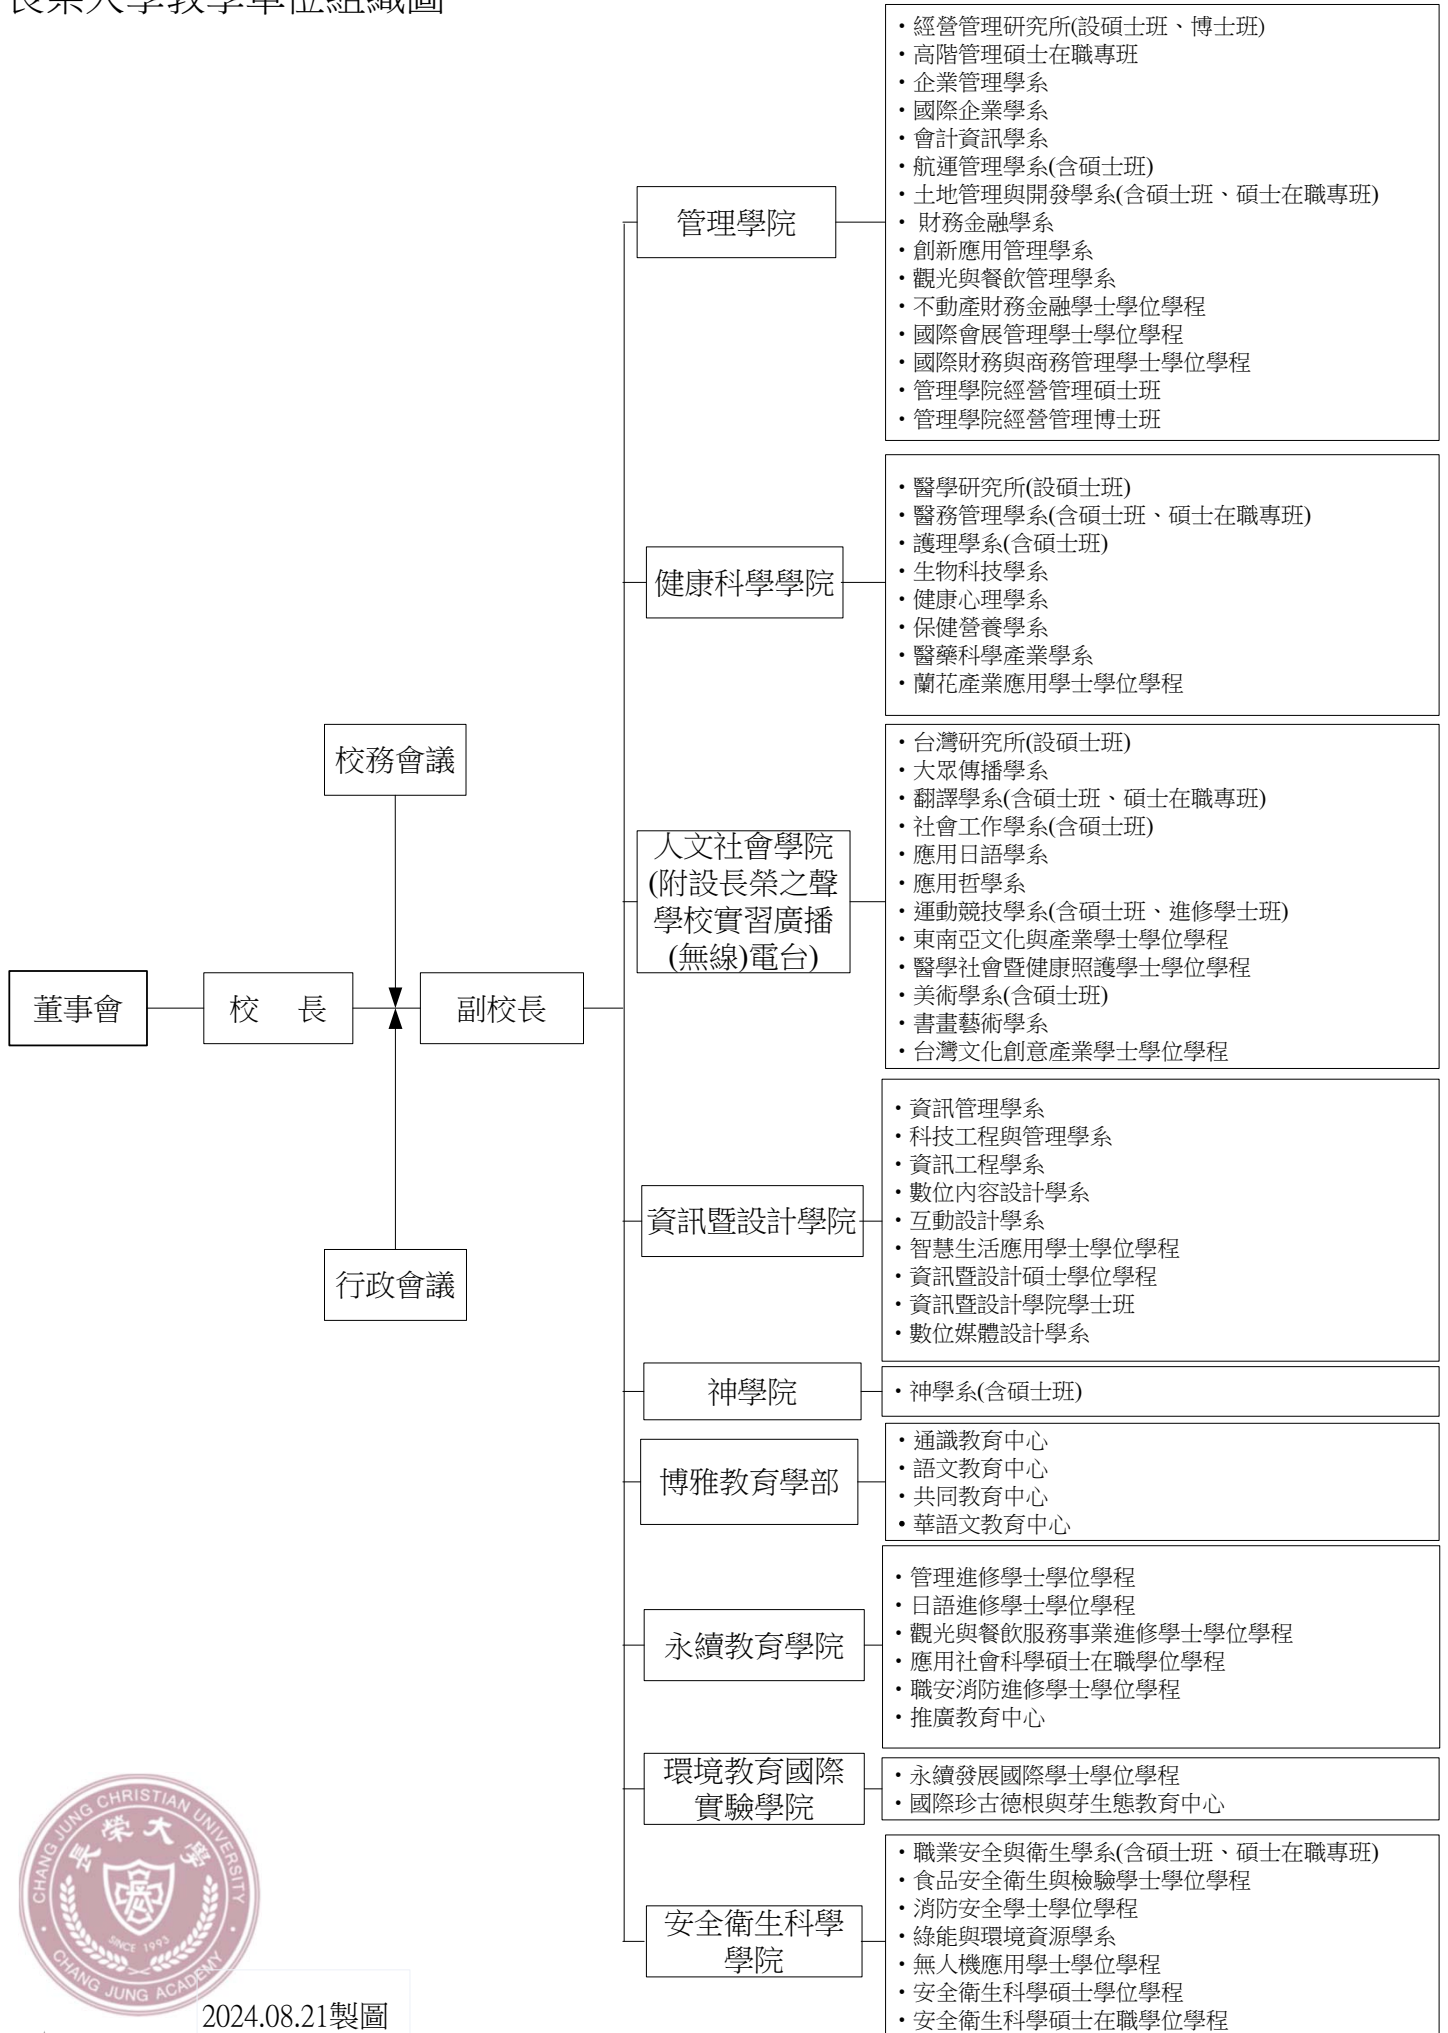 長榮大學教學單位組織圖
董事會
校　長
校務會議
行政會議
副校長
管理學院
・經營管理研究所(設碩士班、博士班)
・高階管理碩士在職專班
・企業管理學系
・國際企業學系
・會計資訊學系
・航運管理學系(含碩士班)
・土地管理與開發學系(含碩士班、碩士在職專班)
・ 財務金融學系
・創新應用管理學系
・觀光與餐飲管理學系
・不動產財務金融學士學位學程
・國際會展管理學士學位學程
・國際財務與商務管理學士學位學程
・管理學院經營管理碩士班
・管理學院經營管理博士班
健康科學學院
・醫學研究所(設碩士班)
・醫務管理學系(含碩士班、碩士在職專班)
・護理學系(含碩士班)
・生物科技學系
・健康心理學系
・保健營養學系
・醫藥科學產業學系
・蘭花產業應用學士學位學程
人文社會學院
(附設長榮之聲
學校實習廣播
(無線)電台)
・台灣研究所(設碩士班)
・大眾傳播學系
・翻譯學系(含碩士班、碩士在職專班)
・社會工作學系(含碩士班)
・應用日語學系
・應用哲學系
・運動競技學系(含碩士班、進修學士班)
・東南亞文化與產業學士學位學程
・醫學社會暨健康照護學士學位學程
・美術學系(含碩士班)
・書畫藝術學系
・台灣文化創意產業學士學位學程
資訊暨設計學院
・資訊管理學系
・科技工程與管理學系
・資訊工程學系
・數位內容設計學系
・互動設計學系
・智慧生活應用學士學位學程
・資訊暨設計碩士學位學程
・資訊暨設計學院學士班
・數位媒體設計學系
神學院
・神學系(含碩士班)
博雅教育學部
・通識教育中心
・語文教育中心
・共同教育中心
・華語文教育中心
永續教育學院
・管理進修學士學位學程
・日語進修學士學位學程
・觀光與餐飲服務事業進修學士學位學程
・應用社會科學碩士在職學位學程
・職安消防進修學士學位學程
・推廣教育中心
環境教育國際
實驗學院
・永續發展國際學士學位學程
・國際珍古德根與芽生態教育中心
安全衛生科學
學院
・職業安全與衛生學系(含碩士班、碩士在職專班)
・食品安全衛生與檢驗學士學位學程
・消防安全學士學位學程
・綠能與環境資源學系
・無人機應用學士學位學程
・安全衛生科學碩士學位學程
・安全衛生科學碩士在職學位學程
CHANG JUNG CHRISTIAN UNIVERSITY
長榮大學
SINCE 1993
CHANG JUNG ACADEMY
2024.08.21製圖